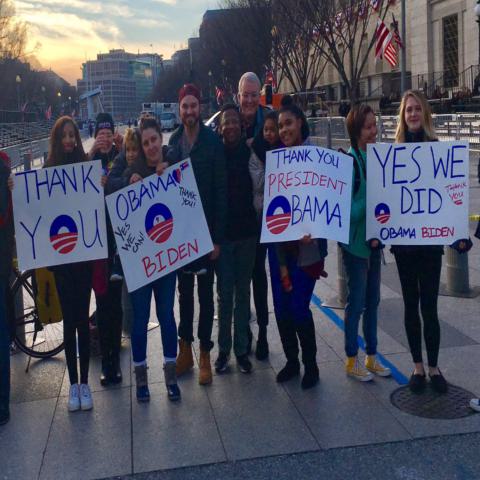 THANK
YOU
OBAMA
THANK
YOU!
YES
WE
CAN!
BIDEN
THANK YOU
PRESIDENT
OBAMA
YES WE
DID
THANK
YOU
OBAMA BIDEN